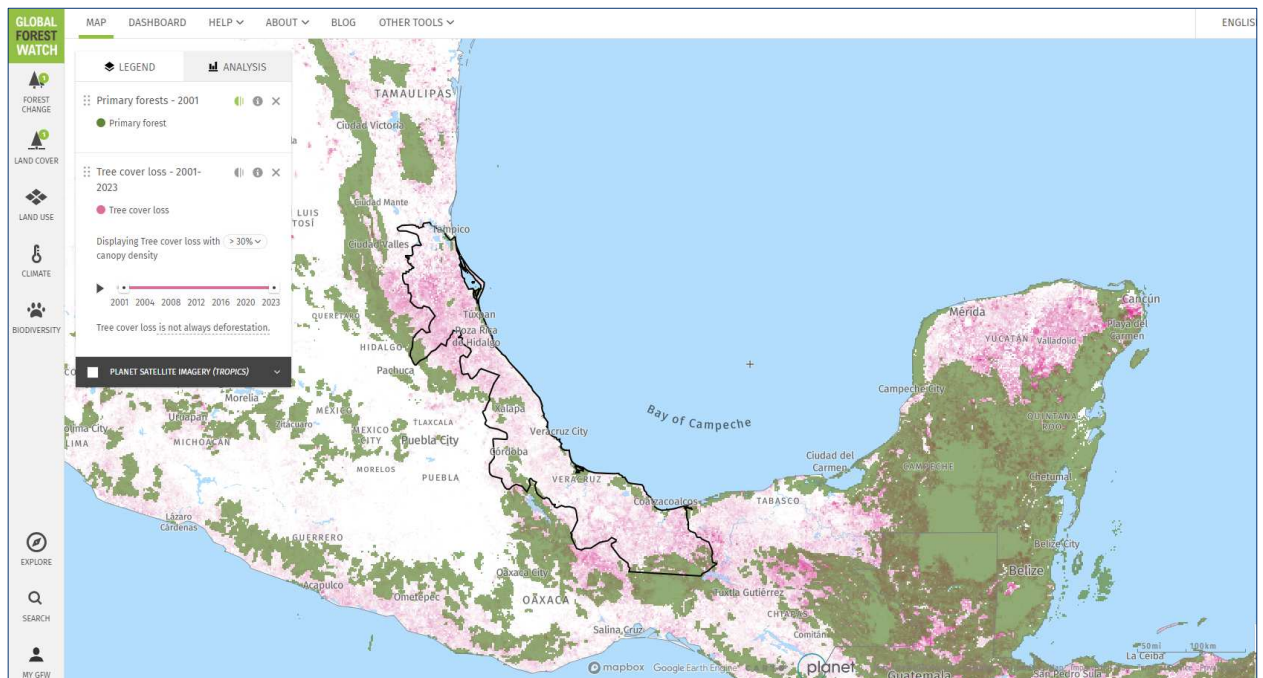 GLOBAL
FOREST
WATCH
MAP DASHBOARD HELP ABOUT BLOG OTHER TOOLS ENGLIS
FOREST
CHANGE
LAND COVER
LAND USE
CLIMATE
BIODIVERSITY
EXPLORE
SEARCH
MY GFW
LEGEND ANALYSIS
Primary forests - 2001
Primary forest
Tree cover loss - 2001-
2023
Tree cover loss
Displaying Tree cover loss with > 30%
canopy density
2001 2004 2008 2012 2016 2020 2023
Tree cover loss is not always deforestation.
PLANET SATELLITE IMAGERY (TROPICS)
TAMAULIPAS
Ciudad Victoria
Ciudad Mante
LUIS
TOSÍ
Tampico
Ciudad Valles
QUERÉTARO
Túxpan
Poza Rica
de Hidalgo
HIDALGO
Pachuca
Morelia
Uruapan
Zitácuaro
MÉXICO
MEXICO
CITY
TLAXCALA
Puebla City
Xalapa
Veracruz City
Córdoba
MICHOACÁN
LIMA
MORELOS
PUEBLA
VERACRUZ
Coatzacoalcos
TABASCO
Lázaro
Cárdenas
GUERRERO
Acapulco
Ometepec
Oaxaca City
OAXACA
Salina Cruz
Tuxtla Gutiérrez
CHIAPAS
Comitán
Bay of Campeche
Ciudad del
Carmen
Campeche City
CAMPECHE
Mérida
YUCATÁN
Valladolid
Cancún
Playa del
Carmen
QUINTANA
ROO
Chetumal
Belize City
Belize
Guatemala
San Pedro Sula
La Ceiba
50mi 100km
mapbox Google Earth Engine
planet